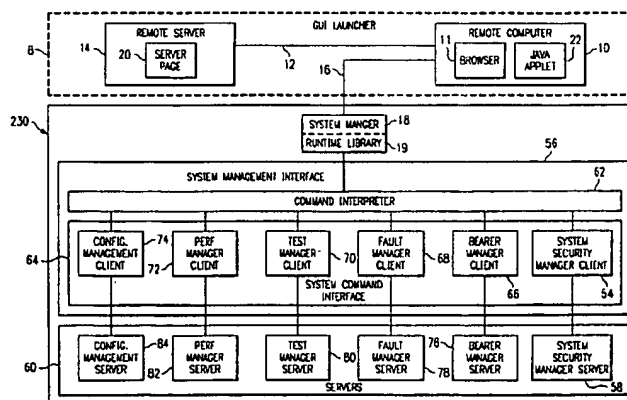 GUI LAUNCHER
8
REMOTE SERVER
14
20
SERVER
PAGE
12
16
REMOTE COMPUTER
11
BROWSER
JAVA
APPLET
22
10
230
SYSTEM MANGER
18
RUNTIME LIBRARY
19
56
SYSTEM MANAGEMENT INTERFACE
62
COMMAND INTERPRETER
64
CONFIG.
MANAGEMENT
CLIENT
74
PERF
MANAGER
CLIENT
72
TEST
MANAGER
CLIENT
70
FAULT
MANAGER
CLIENT
68
BEARER
MANAGER
CLIENT
66
SYSTEM
SECURITY
MANAGER CLIENT
54
SYSTEM COMMAND
INTERFACE
60
CONFIG.
MANAGEMENT
SERVER
84
PERF
MANAGER
SERVER
82
TEST
MANAGER
SERVER
80
FAULT
MANAGER
SERVER
78
BEARER
MANAGER
SERVER
76
SYSTEM
SECURITY
MANAGER SERVER
58
SERVERS